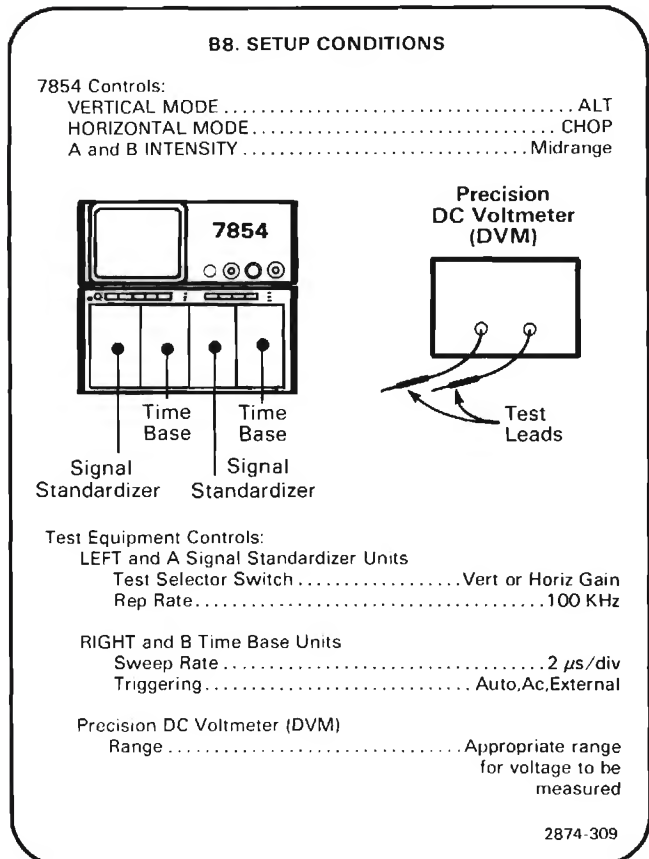 B8. SETUP CONDITIONS
7854 Controls:
VERTICAL MODE . . . . . . . . . . . . . . . . . . . . . . . . . . . . . . . . . . . . ALT
HORIZONTAL MODE . . . . . . . . . . . . . . . . . . . . . . . . . . . . . . . CHOP
A and B INTENSITY . . . . . . . . . . . . . . . . . . . . . . . . . . . . . Midrange
7854
Precision
DC Voltmeter
(DVM)
Time Base
Time Base
Test
Leads
Signal
Standardizer
Signal
Standardizer
Test Equipment Controls:
LEFT and A Signal Standardizer Units
Test Selector Switch . . . . . . . . . . . . . . . . . Vert or Horiz Gain
Rep Rate . . . . . . . . . . . . . . . . . . . . . . . . . . . . . . . . . . . . 100 KHz
RIGHT and B Time Base Units
Sweep Rate . . . . . . . . . . . . . . . . . . . . . . . . . . . . . . . 2 µs/div
Triggering . . . . . . . . . . . . . . . . . . . . . . . . . . . Auto,Ac,External
Precision DC Voltmeter (DVM)
Range . . . . . . . . . . . . . . . . . . . . . . . . . . . . . . Appropriate range
for voltage to be
measured
2874-309